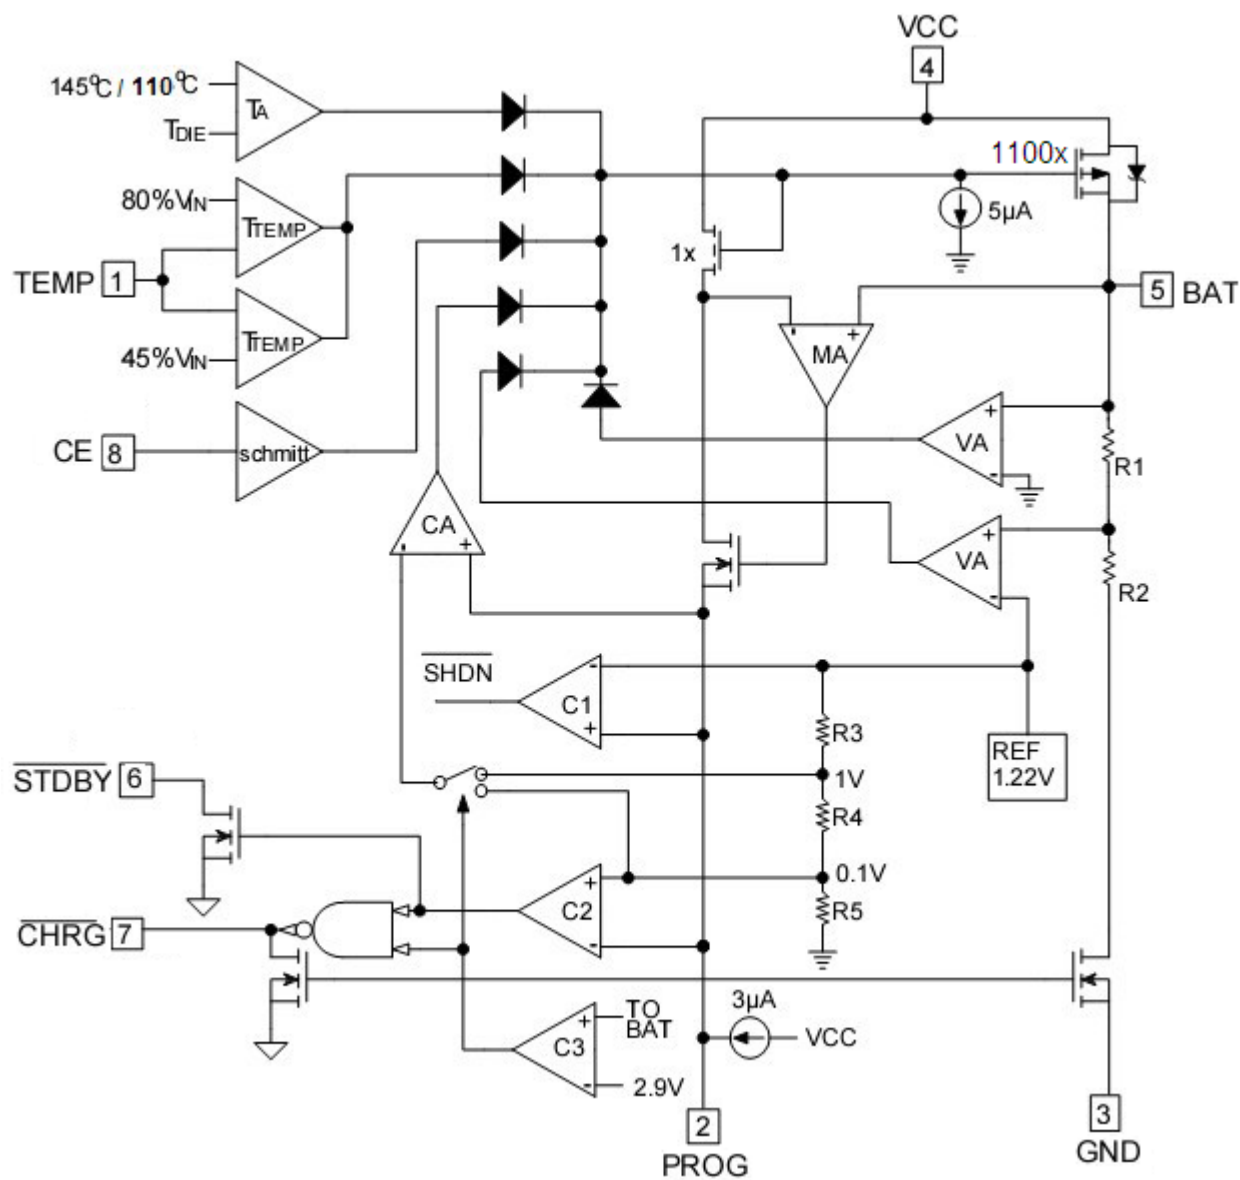 VCC
4
145°C / 110°C
TA
TDIE
1100x
80%VIN
TTEMP
5µA
1x
TEMP 1
5 BAT
- +
MA
TTEMP
45%VIN
+
VA
-
R1
CE 8
schmitt
CA
- +
+
VA
-
R2
SHDN
-
C1
+
R3
REF
1.22V
STDBY 6
1V
R4
0.1V
+
C2
-
R5
CHRG 7
3µA
VCC
+
C3
-
TO
BAT
2.9V
2
PROG
3
GND